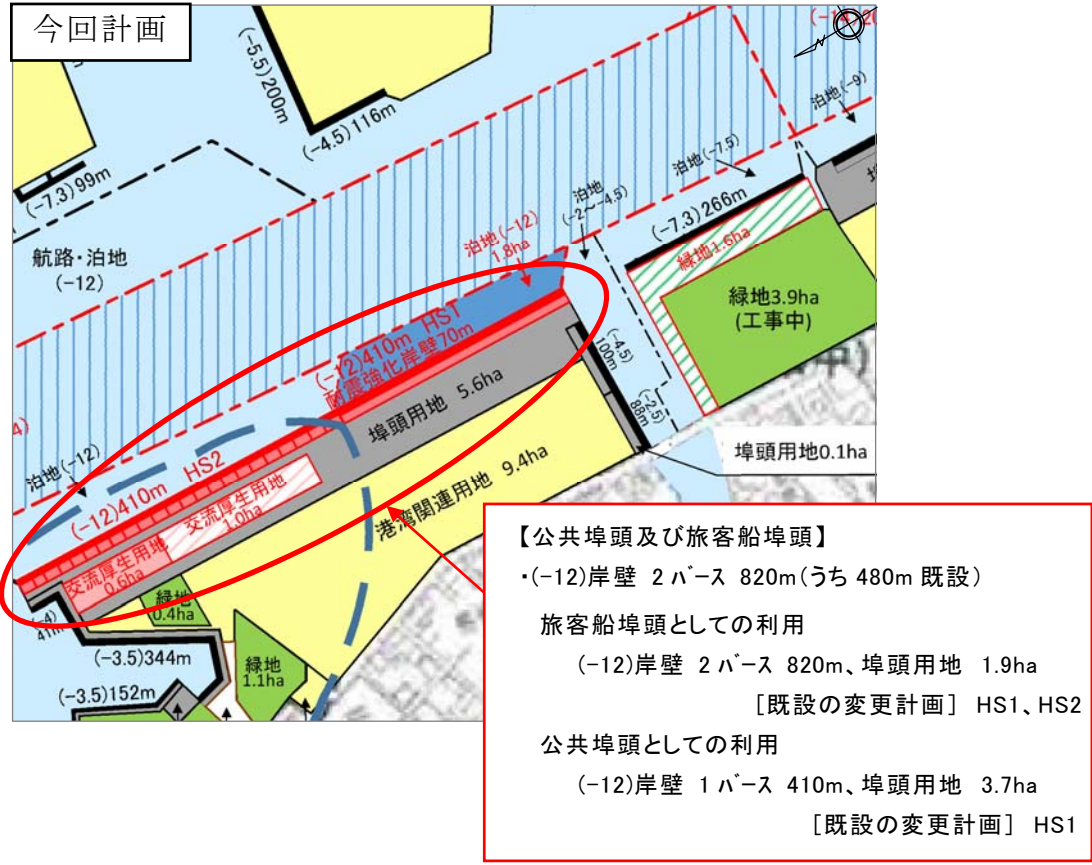 今回計画
(-5.5)200m
(-4.5)116m
(-7.3)99m
航路・泊地
(-12)
N
泊地(-9)
泊地(-7.5)
泊地
(-2～-4.5)
(-7.3)266m
緑地1.6ha
緑地3.9ha
(工事中)
泊地(-12)
1.8ha
(-12)410m HS1
耐震強化岸壁70m
(-4.5)
100m
(-2.5)
88m
埠頭用地 5.6ha
埠頭用地0.1ha
泊地(-12)
(-12)410m HS2
交流厚生用地
1.0ha
交流厚生用地
0.6ha
港湾関連用地 9.4ha
(-4)
41m
緑地
0.4ha
(-3.5)344m
緑地
1.1ha
(-3.5)152m
【公共埠頭及び旅客船埠頭】
・(-12)岸壁 2バース 820m(うち 480m 既設)
旅客船埠頭としての利用
(-12)岸壁 2バース 820m、埠頭用地 1.9ha
[既設の変更計画] HS1、HS2
公共埠頭としての利用
(-12)岸壁 1バース 410m、埠頭用地 3.7ha
[既設の変更計画] HS1